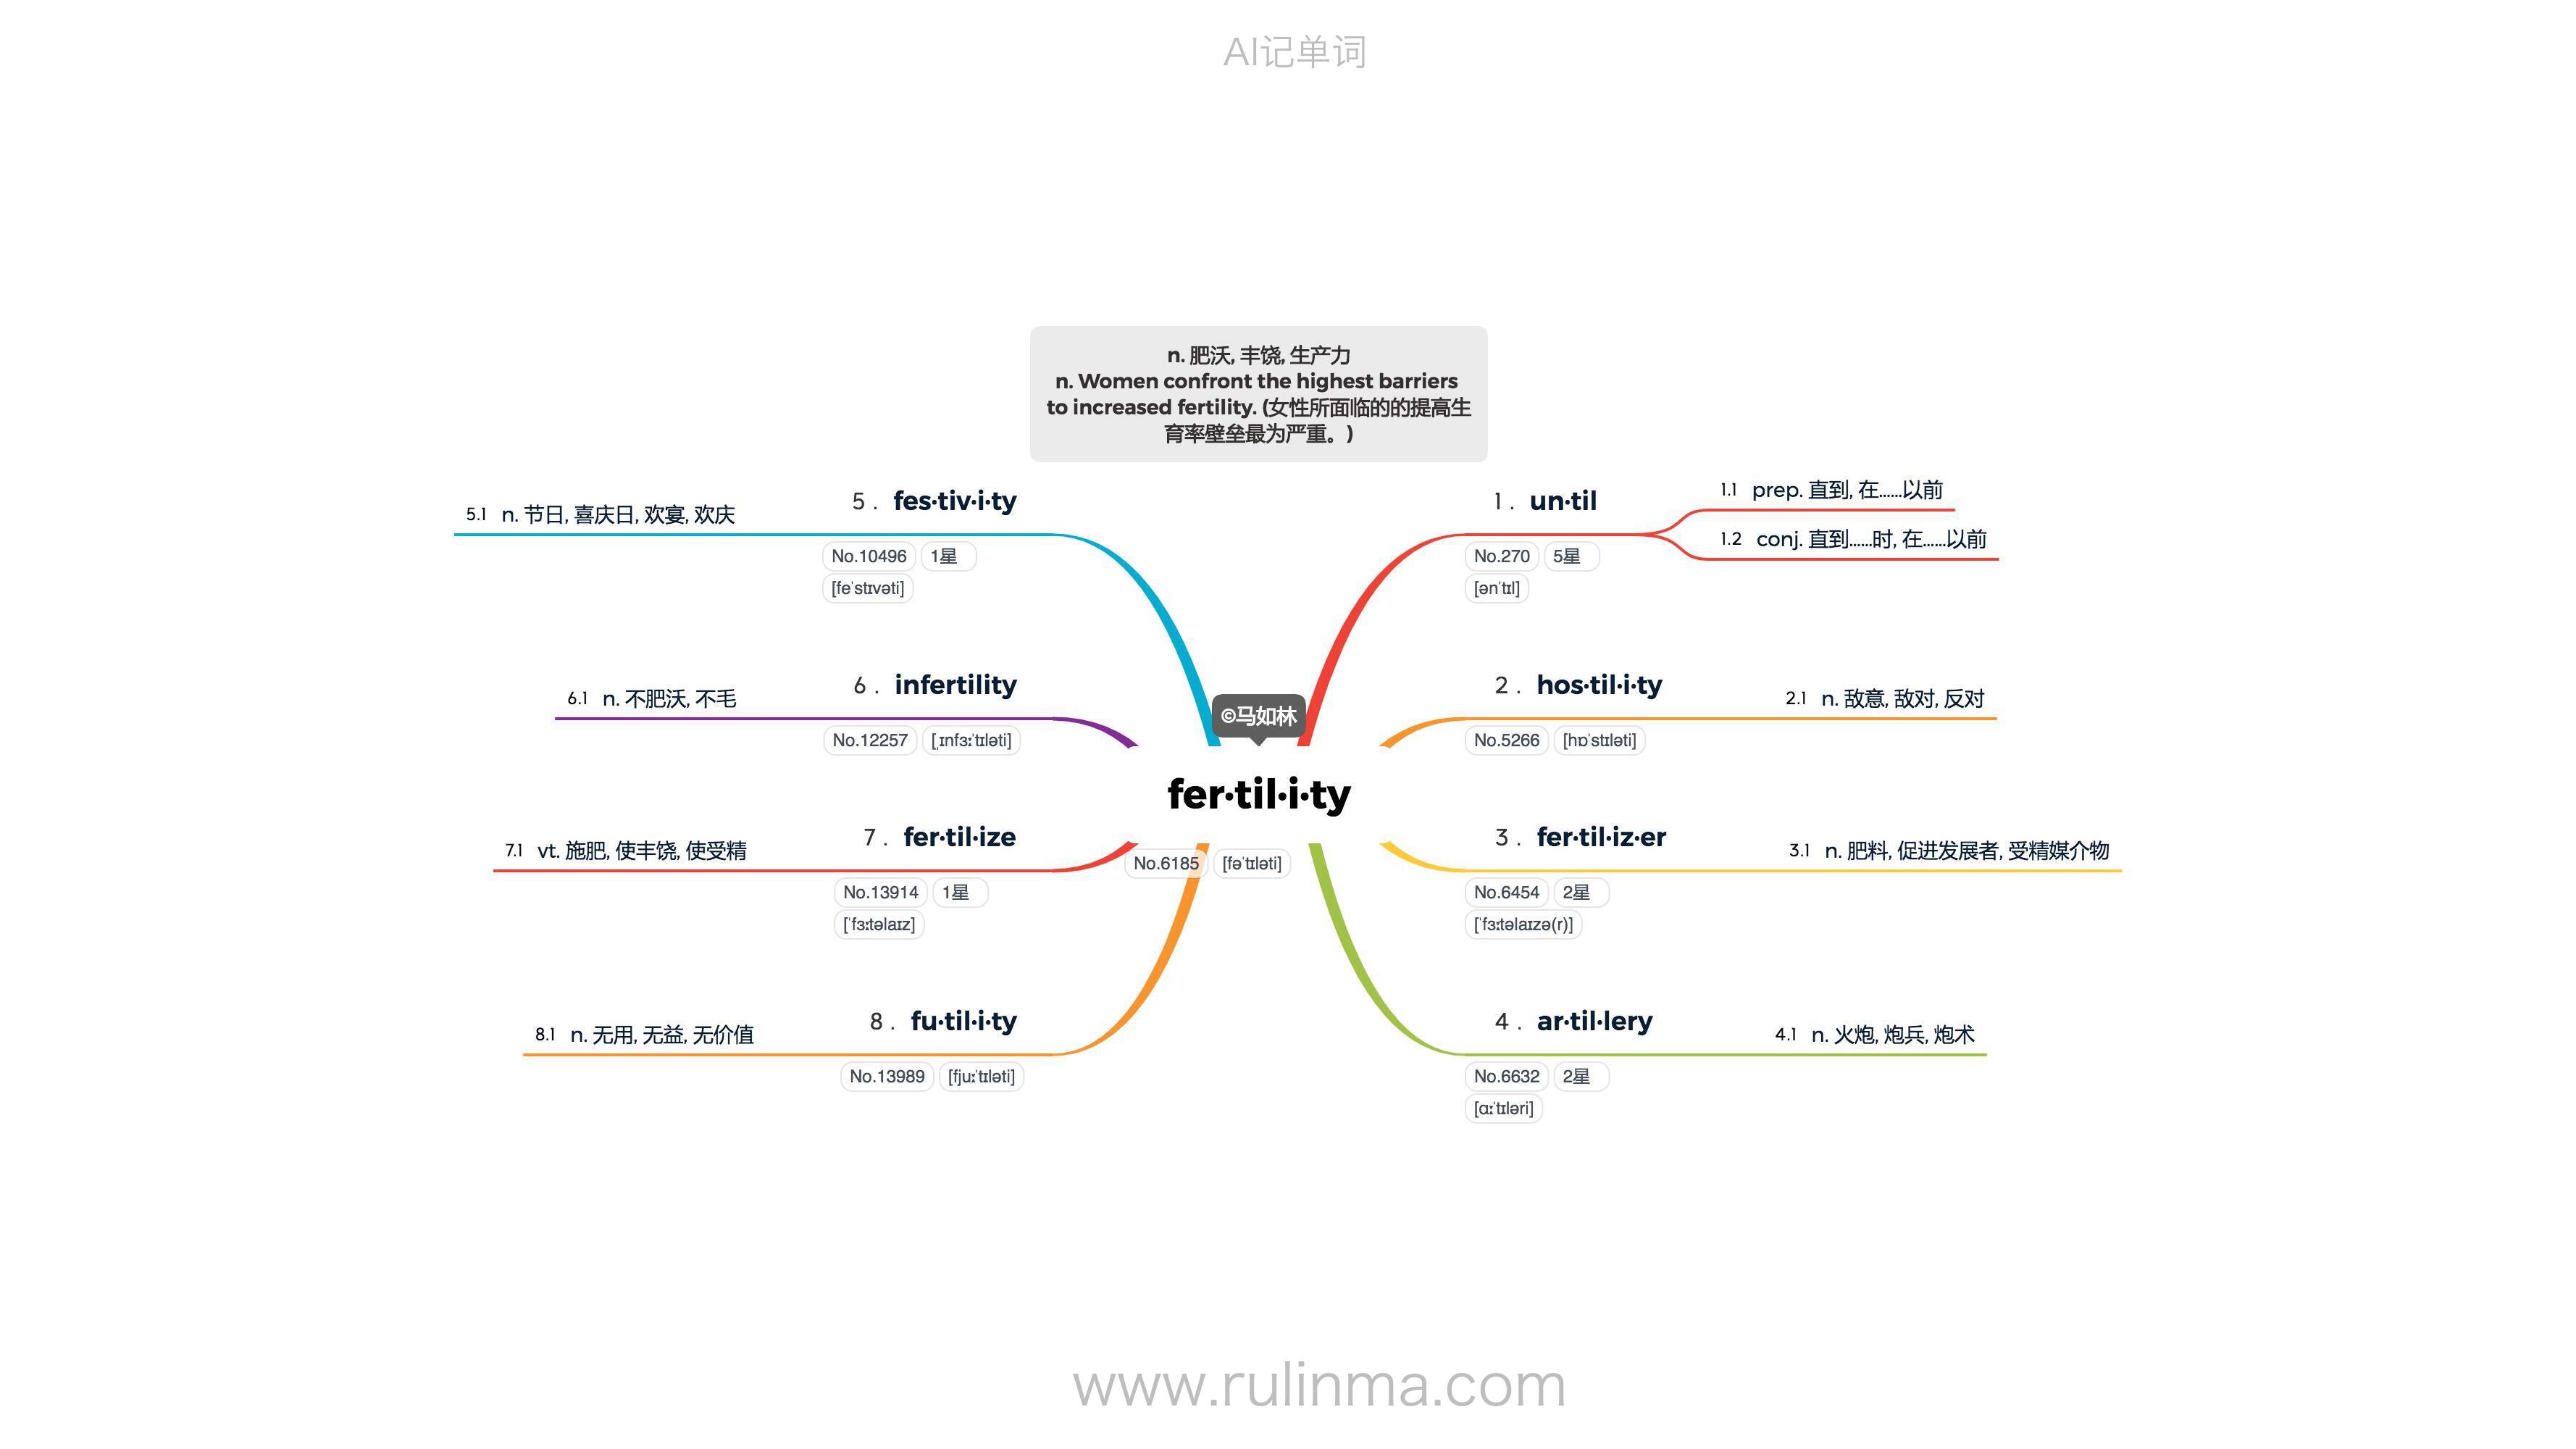 AI记单词
n. 肥沃, 丰饶, 生产力
n. Women confront the highest barriers
to increased fertility. (女性所面临的的提高生
育率壁垒最为严重。)
©马如林
fer·til·i·ty
No.6185 [fəˈtɪləti]
1. un·til
No.270 5星
[ənˈtɪl]
1.1 prep. 直到, 在......以前
1.2 conj. 直到......时, 在......以前
2. hos·til·i·ty
No.5266 [hɒˈstɪləti]
2.1 n. 敌意, 敌对, 反对
3. fer·til·iz·er
No.6454 2星
[ˈfɜːtəlaɪzə(r)]
3.1 n. 肥料, 促进发展者, 受精媒介物
4. ar·til·lery
No.6632 2星
[ɑːˈtɪləri]
4.1 n. 火炮, 炮兵, 炮术
5. fes·tiv·i·ty
No.10496 1星
[feˈstɪvəti]
5.1 n. 节日, 喜庆日, 欢宴, 欢庆
6. infertility
No.12257 [ˌɪnfɜːˈtɪləti]
6.1 n. 不肥沃, 不毛
7. fer·til·ize
No.13914 1星
[ˈfɜːtəlaɪz]
7.1 vt. 施肥, 使丰饶, 使受精
8. fu·til·i·ty
No.13989 [fjuːˈtɪləti]
8.1 n. 无用, 无益, 无价值
www.rulinma.com